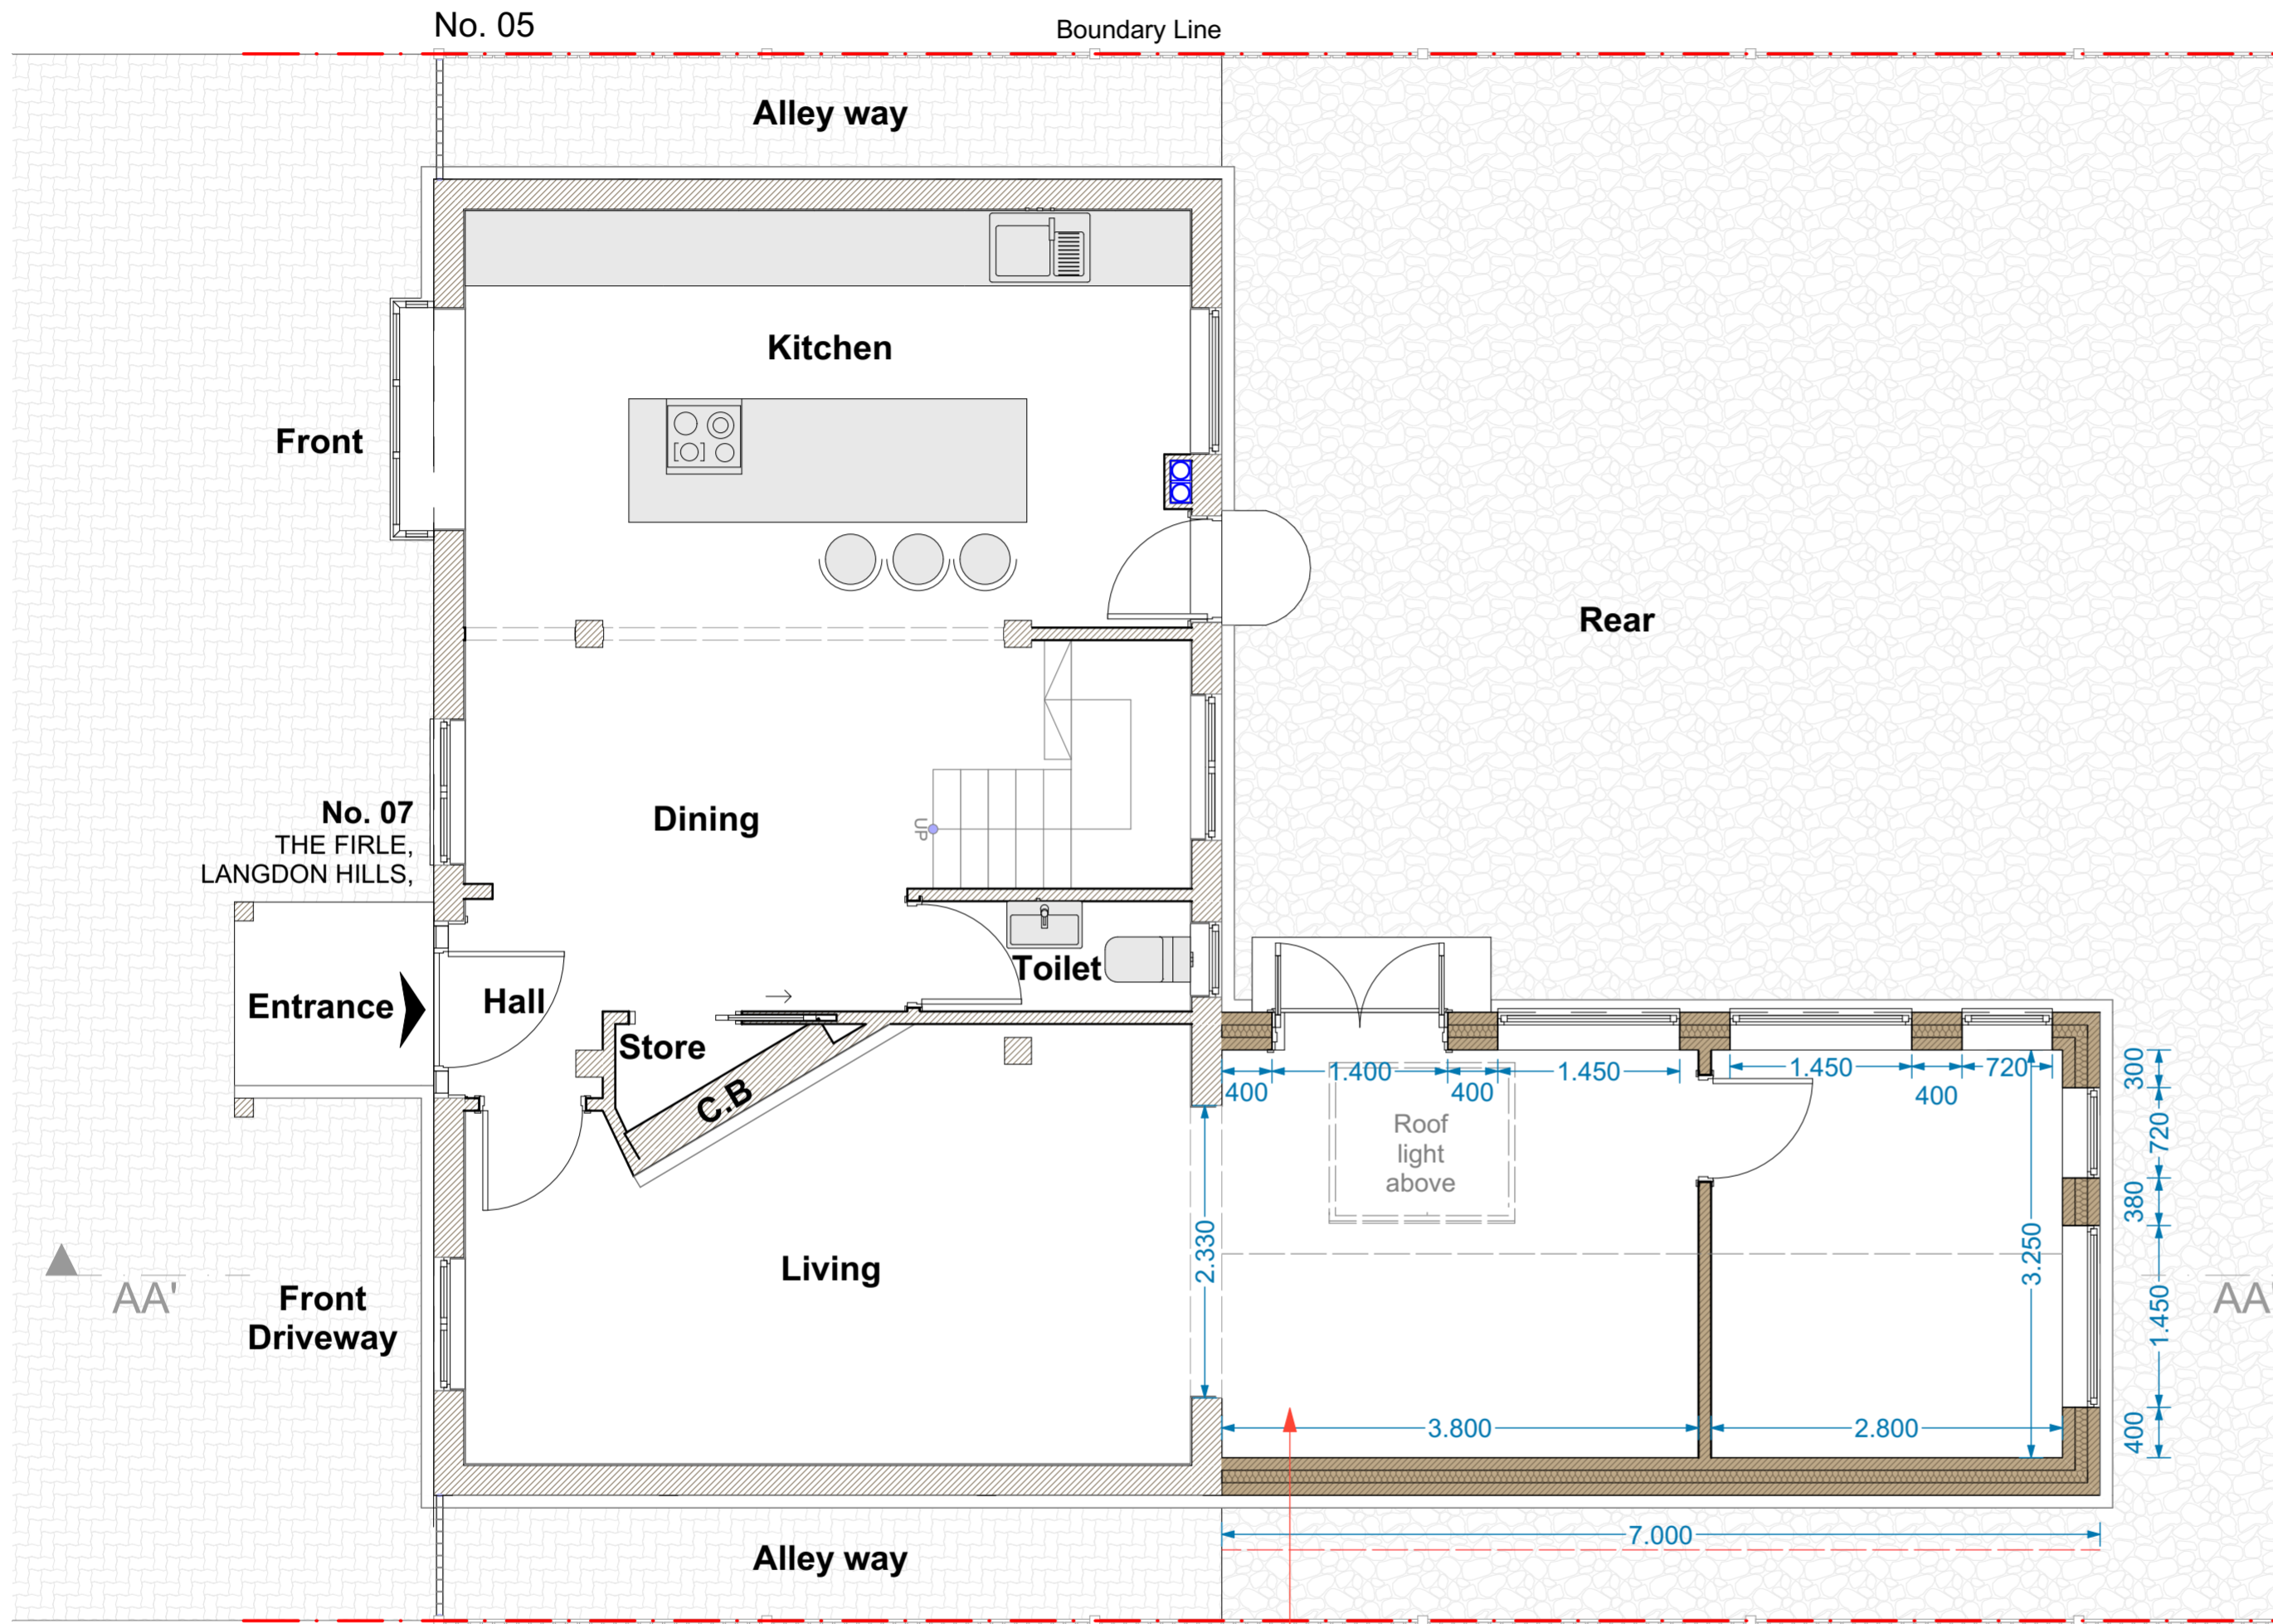 No. 05
Boundary Line
Alley way
Kitchen
Front
Rear
No. 07
THE FIRLE,
LANGDON HILLS,
Dining
UP
Entrance
Hall
Toilet
Store
C.B
400
1.400
400
1.450
1.450
400
720
300
720
380
1.450
400
Roof
light
above
2.330
3.250
Living
AA'
AA'
Front
Driveway
3.800
2.800
7.000
Alley way